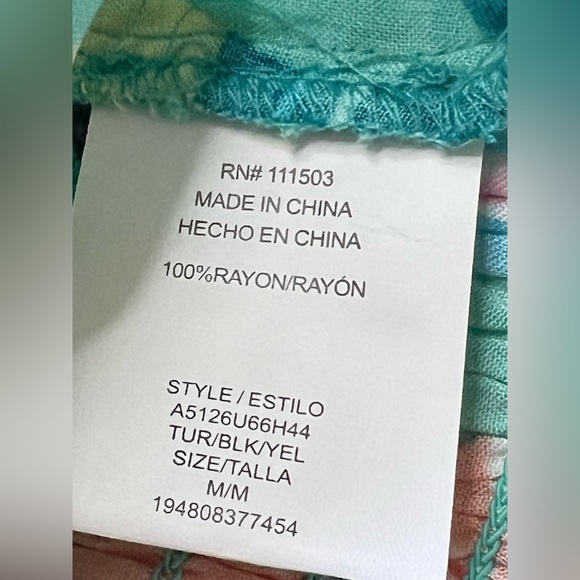 RN# 111503
MADE IN CHINA
HECHO EN CHINA
100%RAYON/RAYÓN
STYLE / ESTILO
A5126U66H44
TUR/BLK/YEL
SIZE/TALLA
M/M
194808377454